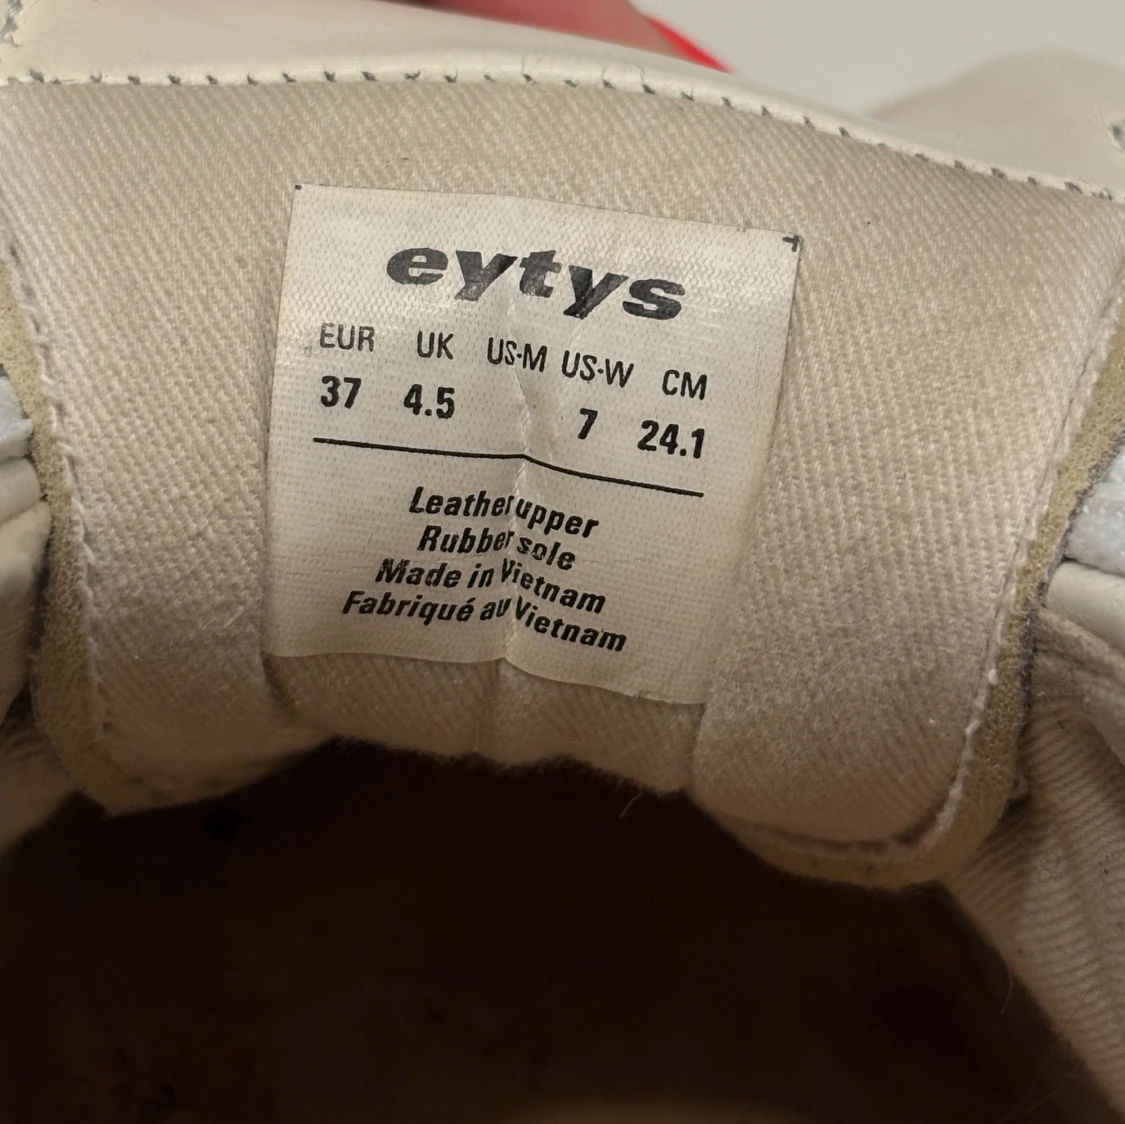 eytys
EUR UK US-M US-W CM
37 4.5 7 24.1
Leather upper
Rubber sole
Made in Vietnam
Fabriqué au Vietnam